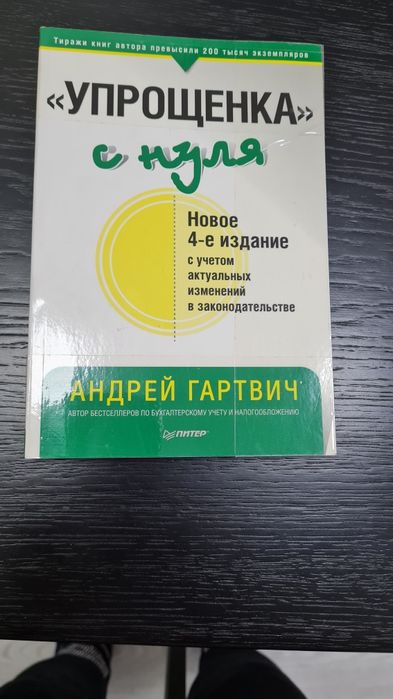 Тиражи книг автора превысили 200 тысяч экземпляров
«УПРОЩЕНКА»
с нуля
Новое
4-е издание
с учетом
актуальных
изменений
в законодательстве
АНДРЕЙ ГАРТВИЧ
АВТОР БЕСТСЕЛЛЕРОВ ПО БУХГАЛТЕРСКОМУ УЧЕТУ И НАЛОГООБЛОЖЕНИЮ
ПИТЕР